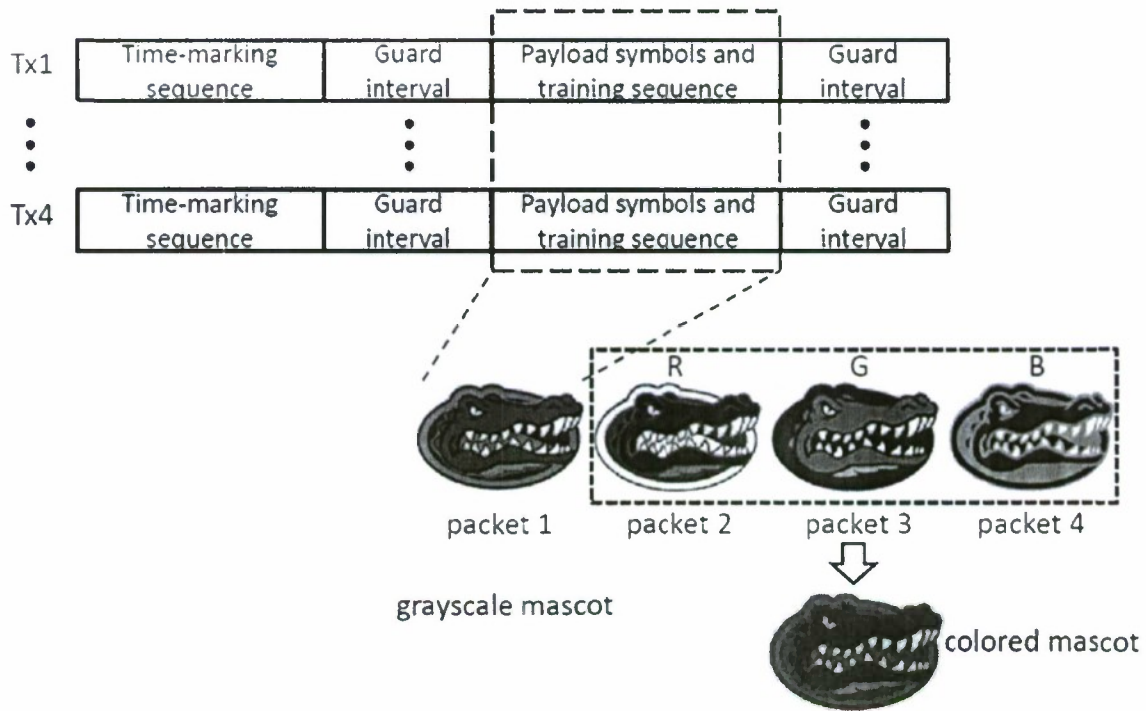 Tx1
Time-marking sequence
Guard interval
Payload symbols and training sequence
Guard interval
Tx4
Time-marking sequence
Guard interval
Payload symbols and training sequence
Guard interval
R
G
B
packet 1
packet 2
packet 3
packet 4
grayscale mascot
colored mascot